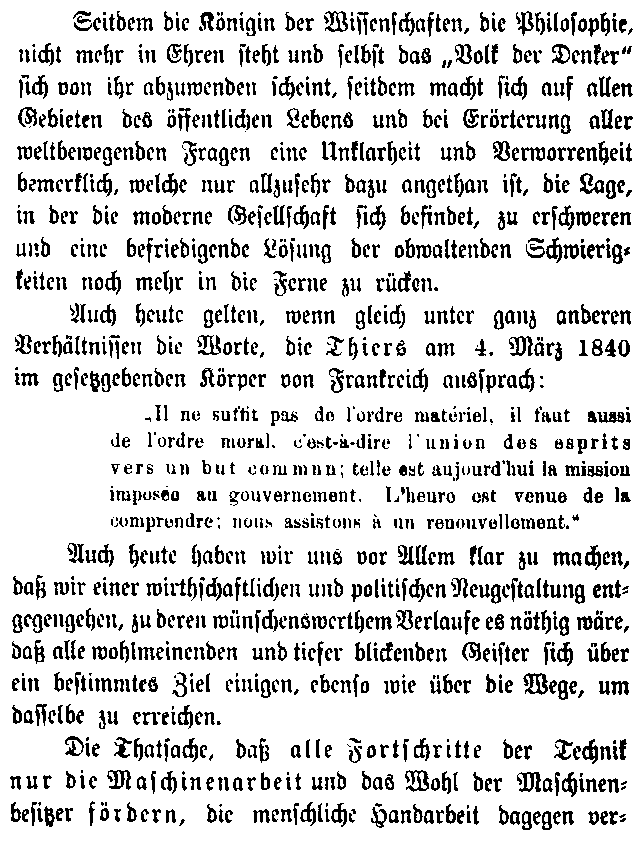 Seitdem die Königin der Wissenschaften, die Philosophie,
nicht mehr in Ehren steht und selbst das „Volk der Denker“
sich von ihr abzuwenden scheint, seitdem macht sich auf allen
Gebieten des öffentlichen Lebens und bei Erörterung aller
weltbewegenden Fragen eine Unklarheit und Verworrenheit
bemerklich, welche nur allzusehr dazu angethan ist, die Lage,
in der die moderne Gesellschaft sich befindet, zu erschweren
und eine befriedigende Lösung der obwaltenden Schwierig-
keiten noch mehr in die Ferne zu rücken.
Auch heute gelten, wenn gleich unter ganz anderen
Verhältnissen die Worte, die Thiers am 4. März 1840
im gesetzgebenden Körper von Frankreich aussprach:
„Il ne suffit pas de l'ordre matériel, il faut aussi
de l'ordre moral, c'est-à-dire l'union des esprits
vers un but commun; telle est aujourd'hui la mission
imposée au gouvernement. L'heure est venue de la
comprendre; nous assistons à un renouvellement.“
Auch heute haben wir uns vor Allem klar zu machen,
daß wir einer wirthschaftlichen und politischen Neugestaltung ent-
gegengehen, zu deren wünschenswerthem Verlaufe es nöthig wäre,
daß alle wohlmeinenden und tiefer blickenden Geister sich über
ein bestimmtes Ziel einigen, ebenso wie über die Wege, um
dasselbe zu erreichen.
Die Thatsache, daß alle Fortschritte der Technik
nur die Maschinenarbeit und das Wohl der Maschinen-
besitzer fördern, die menschliche Handarbeit dagegen ver-